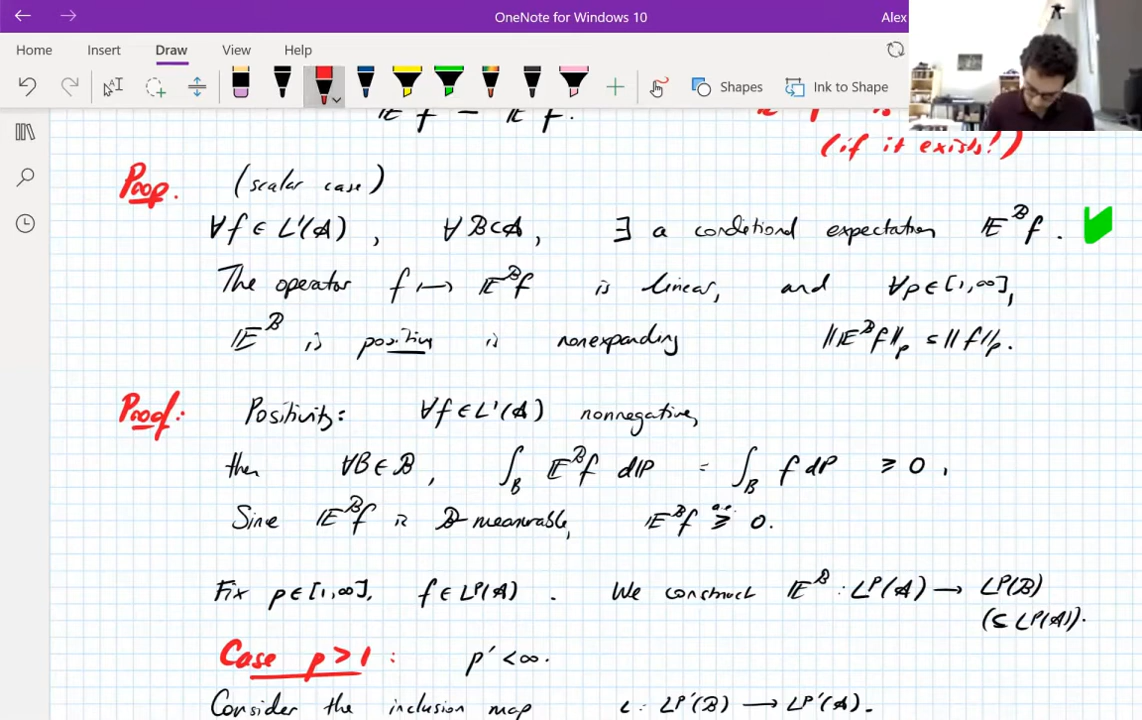 OneNote for Windows 10
Alex
Home Insert Draw View Help
Shapes Ink to Shape
(if it exists!)
Prop. (scalar case)
∀f ∈ L¹(A), ∀B⊂A, ∃ a conditional expectation 𝔼^B f.
The operator f ↦ 𝔼^B f is linear, and ∀p∈[1,∞],
𝔼^B is positive is nonexpanding ‖𝔼^B f‖_p ≤ ‖f‖_p.
Proof: Positivity: ∀f∈L¹(A) nonnegative,
then ∀B∈B, ∫_B 𝔼^B f dℙ = ∫_B f dℙ ≥ 0,
Since 𝔼^B f is B-measurable, 𝔼^B f ≥ 0.
Fix p∈[1,∞], f∈L^p(A). We construct 𝔼^B : L^p(A) → L^p(B)
(⊆ L^p(A)).
Case p > 1: p' < ∞.
Consider the inclusion map ι : L^p'(B) → L^p'(A).